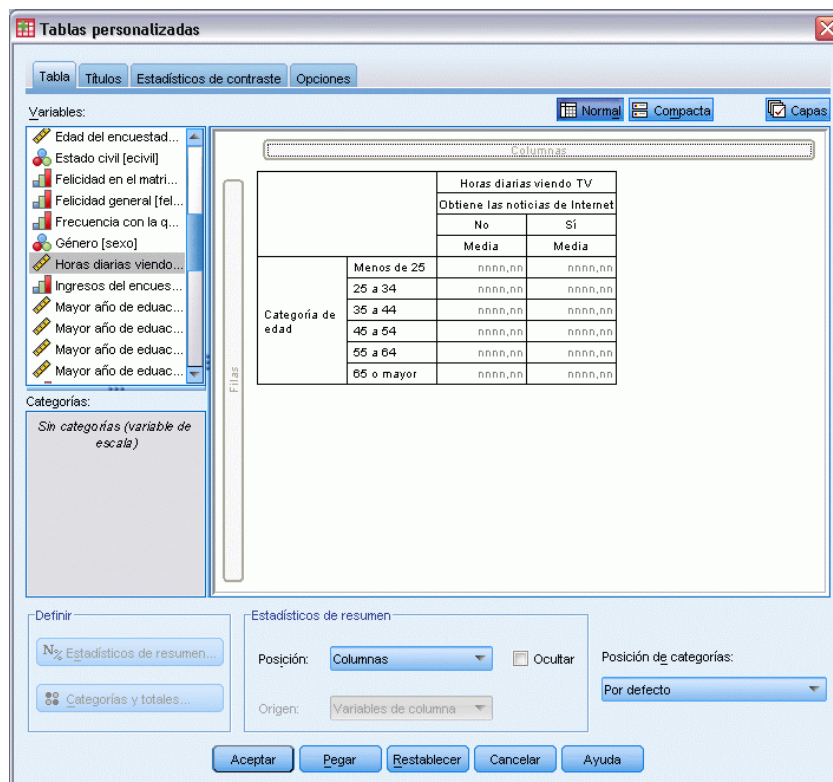 Tablas personalizadas
Tabla Títulos Estadísticos de contraste Opciones
Variables:
Normal Compacta Capas
Edad del encuestad...
Estado civil [ecivil]
Felicidad en el matri...
Felicidad general [fel...
Frecuencia con la q...
Género [sexo]
Horas diarias viendo...
Ingresos del encues...
Mayor año de eduac...
Mayor año de eduac...
Mayor año de eduac...
Mayor año de eduac...
Categorías:
Sin categorías (variable de
escala)
Columnas
Filas
Horas diarias viendo TV
Obtiene las noticias de Internet
No Sí
Media Media
Categoría de
edad
Menos de 25 nnnn,nn nnnn,nn
25 a 34 nnnn,nn nnnn,nn
35 a 44 nnnn,nn nnnn,nn
45 a 54 nnnn,nn nnnn,nn
55 a 64 nnnn,nn nnnn,nn
65 o mayor nnnn,nn nnnn,nn
Definir
N% Estadísticos de resumen...
Categorías y totales...
Estadísticos de resumen
Posición: Columnas Ocultar
Origen: Variables de columna
Posición de categorías:
Por defecto
Aceptar Pegar Restablecer Cancelar Ayuda